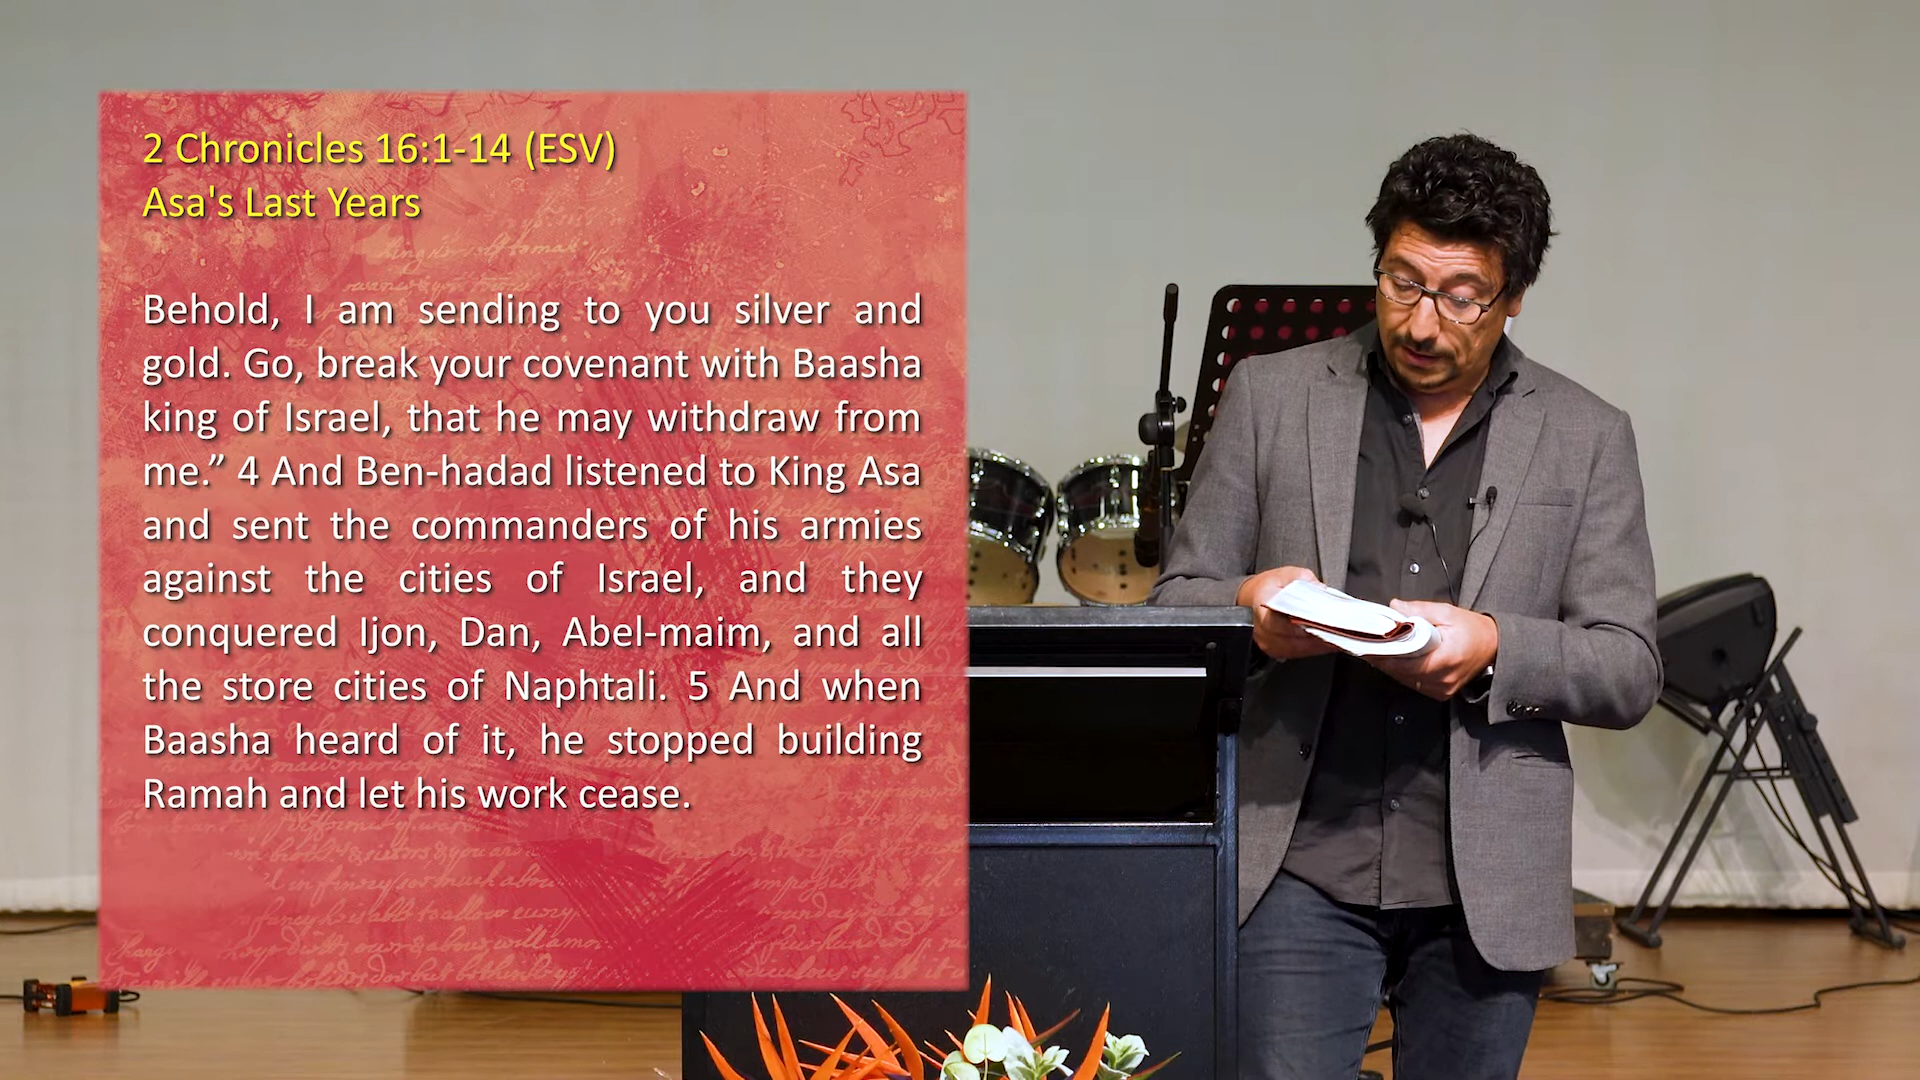 2 Chronicles 16:1-14 (ESV)
Asa's Last Years
Behold, I am sending to you silver and
gold. Go, break your covenant with Baasha
king of Israel, that he may withdraw from
me.” 4 And Ben-hadad listened to King Asa
and sent the commanders of his armies
against the cities of Israel, and they
conquered Ijon, Dan, Abel-maim, and all
the store cities of Naphtali. 5 And when
Baasha heard of it, he stopped building
Ramah and let his work cease.